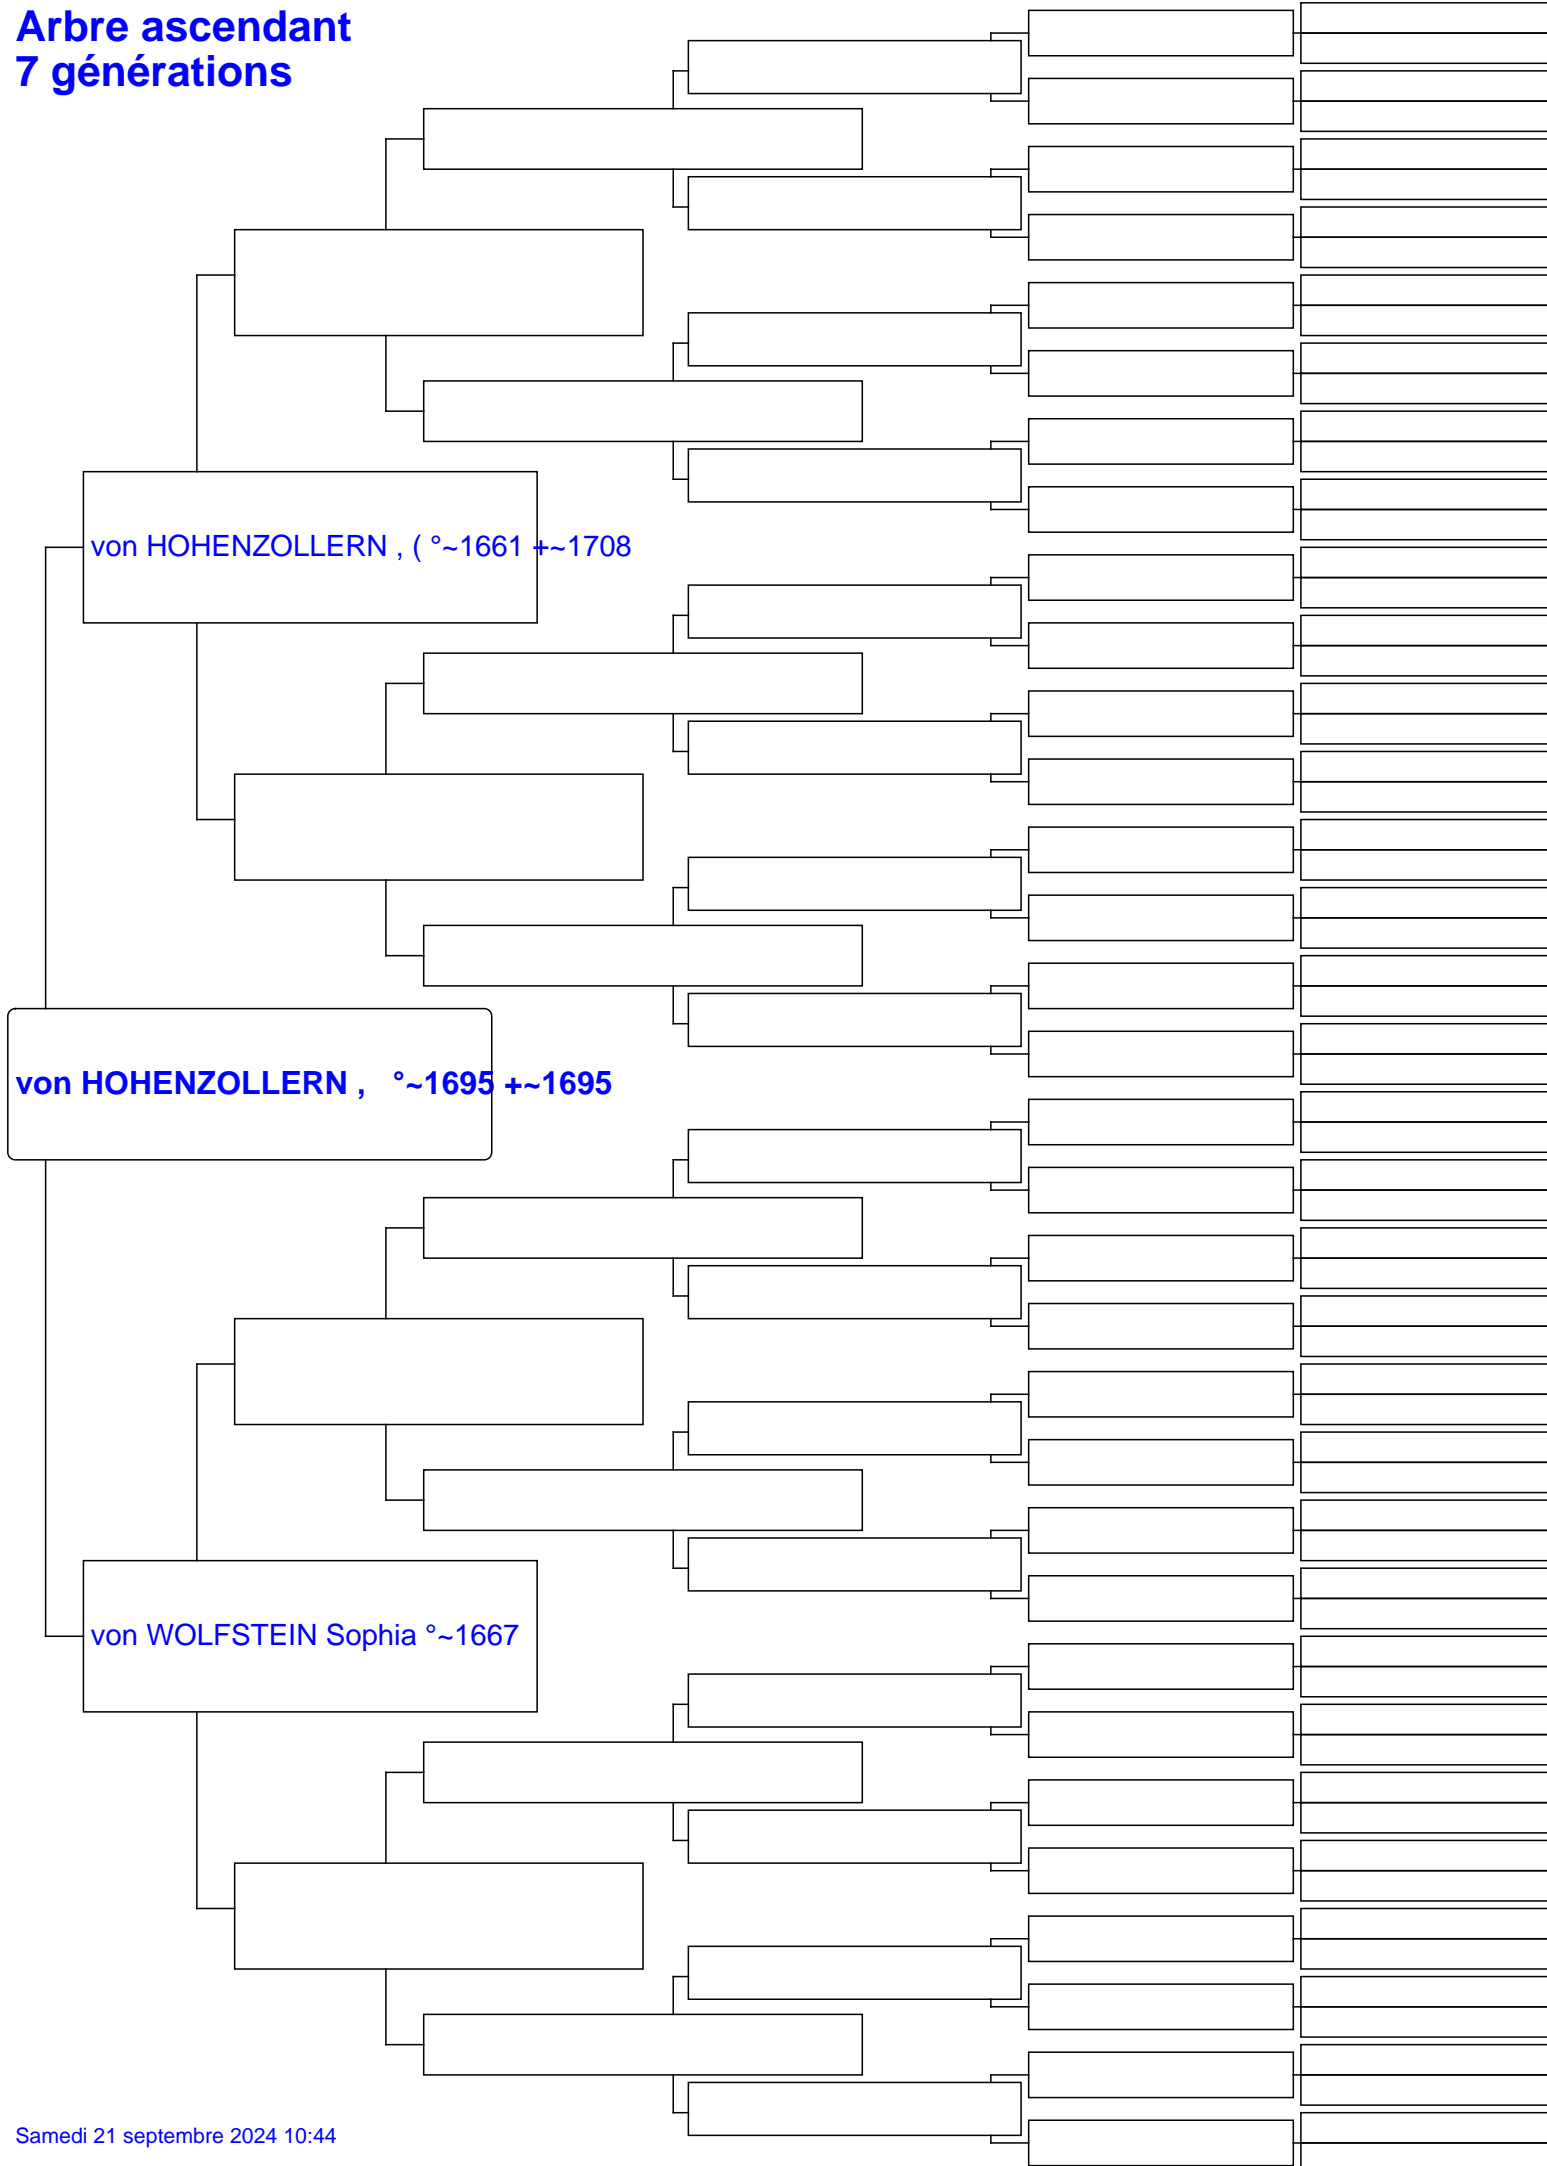 Arbre ascendant
7 générations
von HOHENZOLLERN , ( °~1661 +~1708
von HOHENZOLLERN ,   °~1695 +~1695
von WOLFSTEIN Sophia °~1667
Samedi 21 septembre 2024 10:44